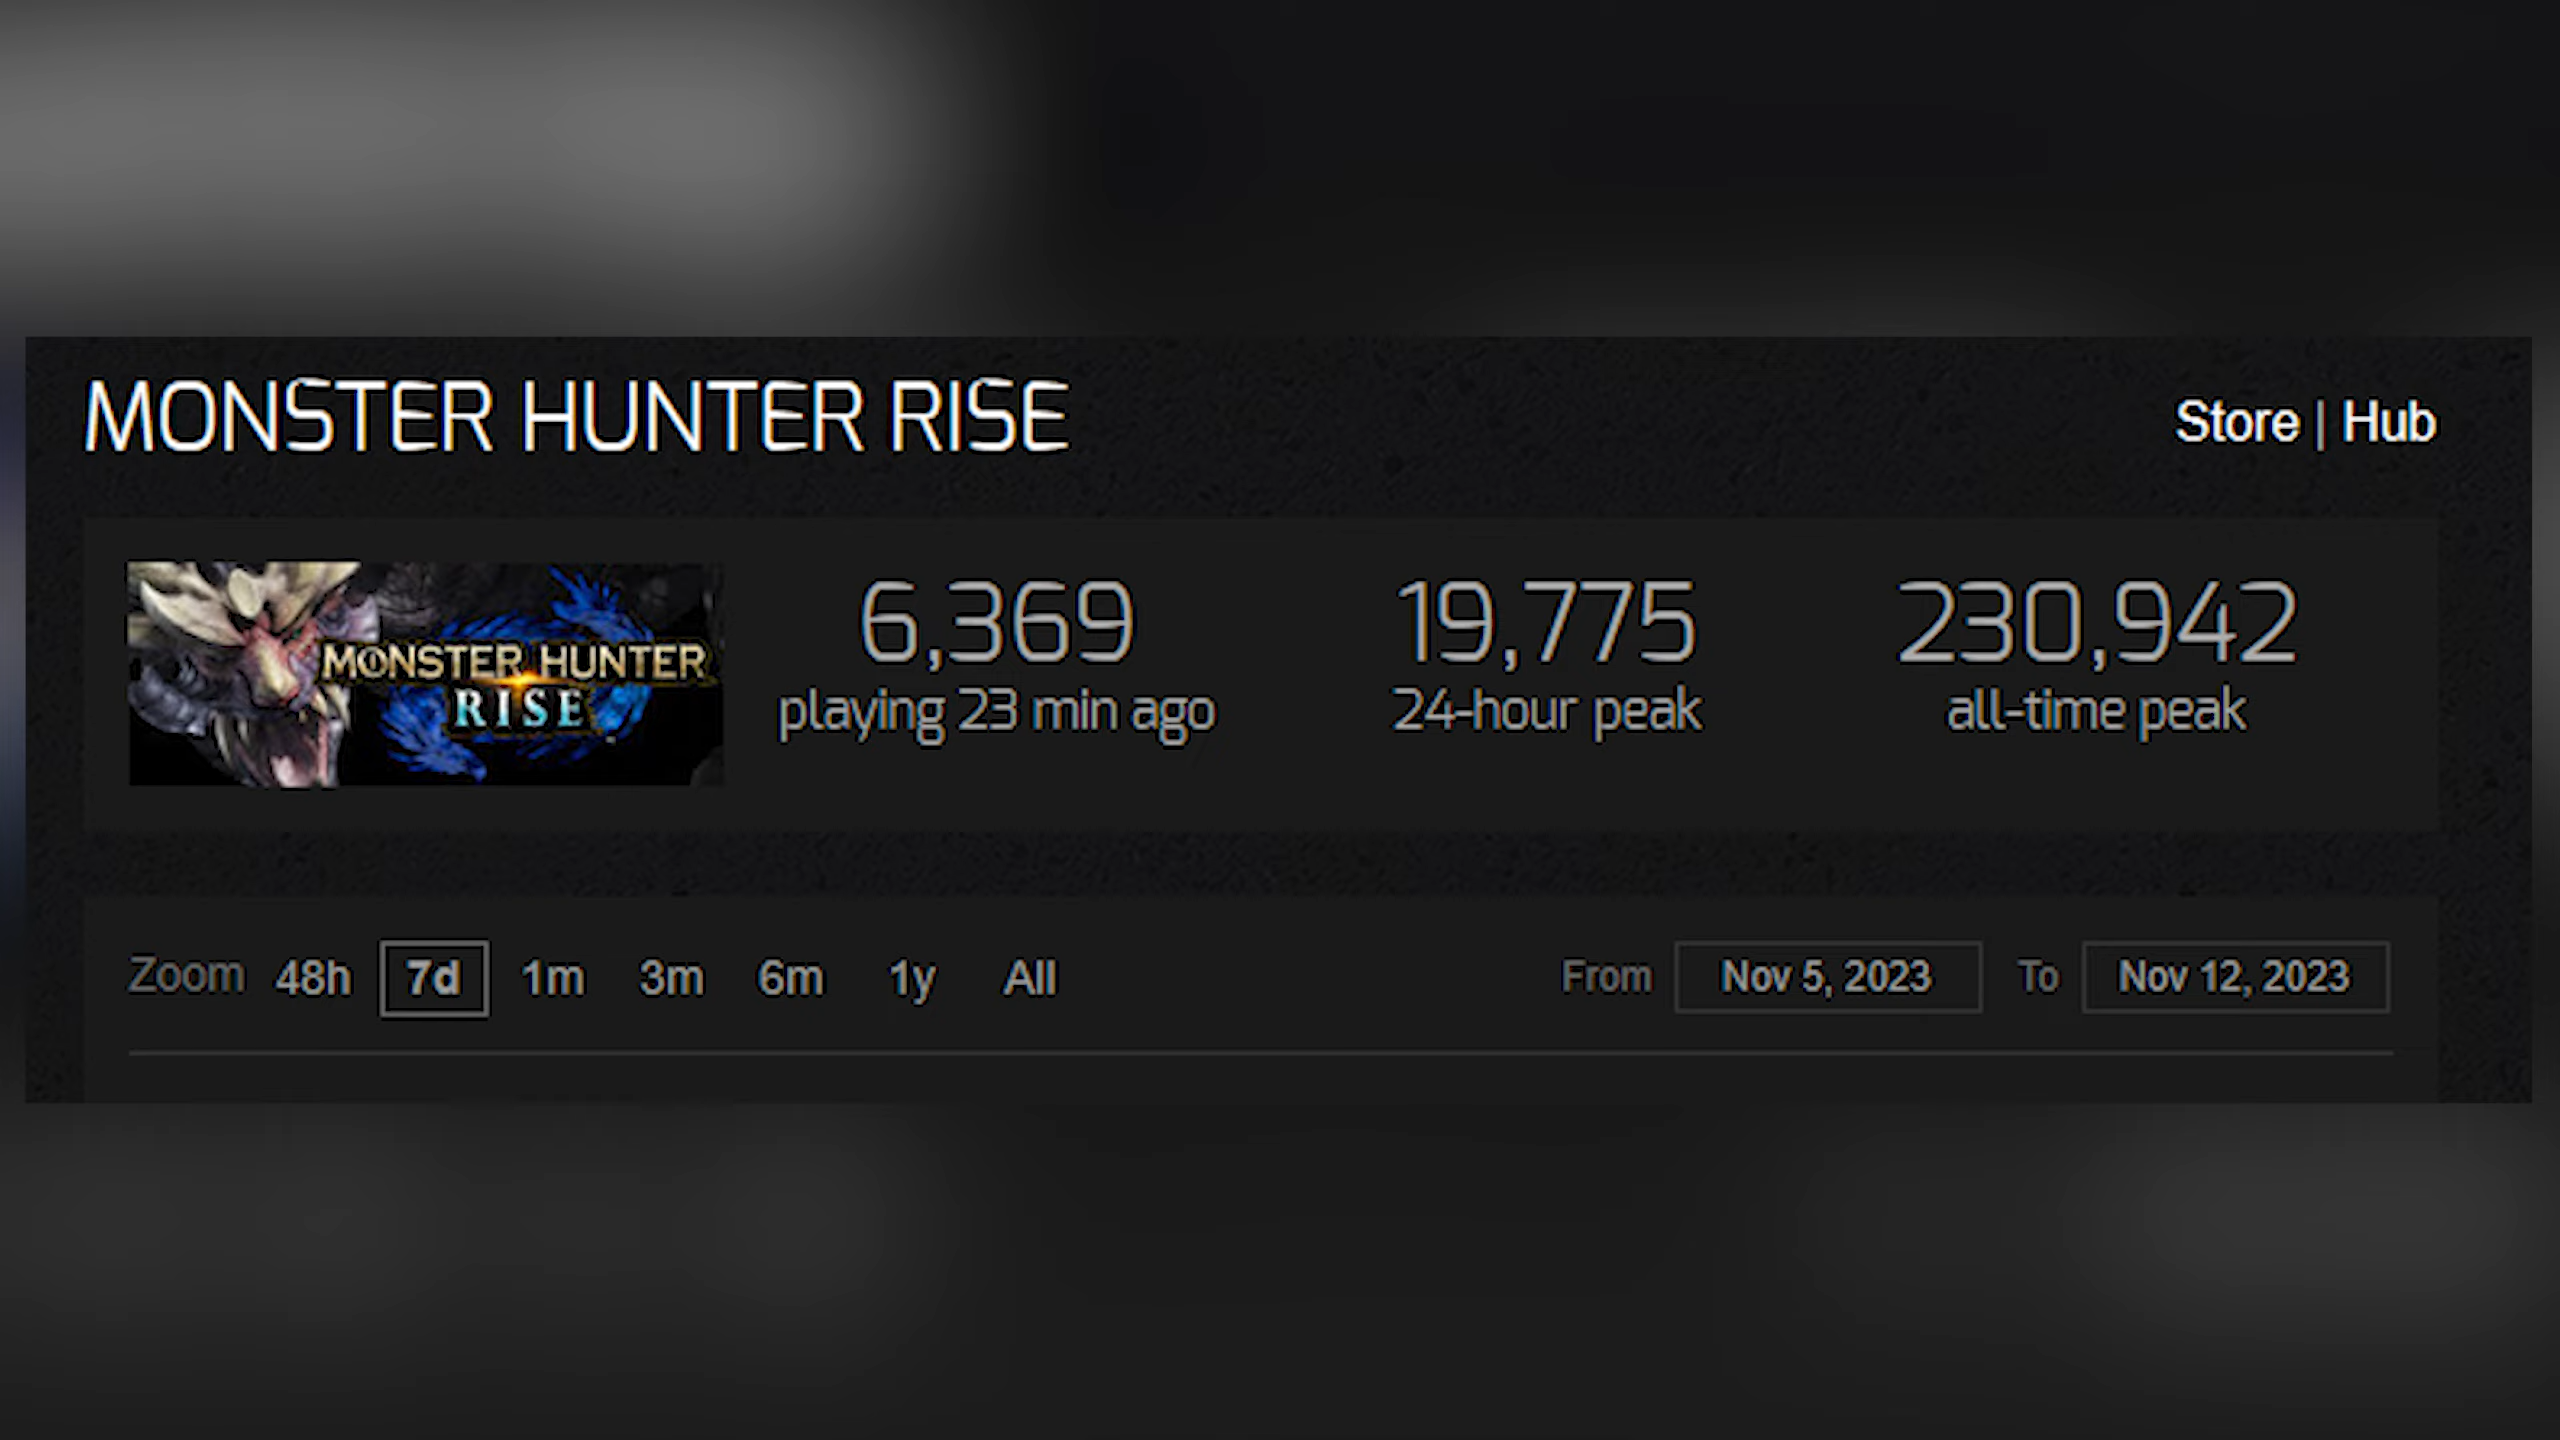 MONSTER HUNTER RISE
Store | Hub
MONSTER HUNTER
RISE
6,369
playing 23 min ago
19,775
24-hour peak
230,942
all-time peak
Zoom 48h 7d 1m 3m 6m 1y All
From Nov 5, 2023 To Nov 12, 2023